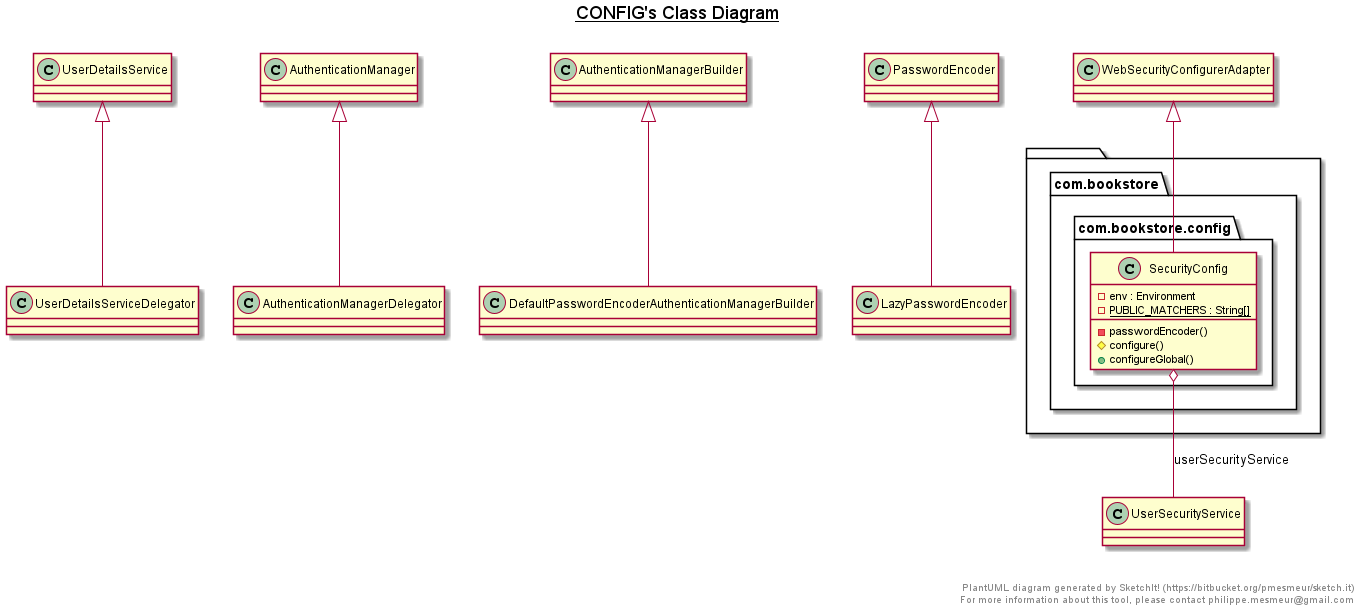 CONFIG's Class Diagram
C UserDetailsService
C AuthenticationManager
C AuthenticationManagerBuilder
C PasswordEncoder
C WebSecurityConfigurerAdapter
com.bookstore
com.bookstore.config
C SecurityConfig
env : Environment
PUBLIC_MATCHERS : String[]
passwordEncoder()
configure()
configureGlobal()
C UserDetailsServiceDelegator
C AuthenticationManagerDelegator
C DefaultPasswordEncoderAuthenticationManagerBuilder
C LazyPasswordEncoder
userSecurityService
C UserSecurityService
PlantUML diagram generated by SketchIt! (https://bitbucket.org/pmesmeur/sketch.it)
For more information about this tool, please contact philippe.mesmeur@gmail.com